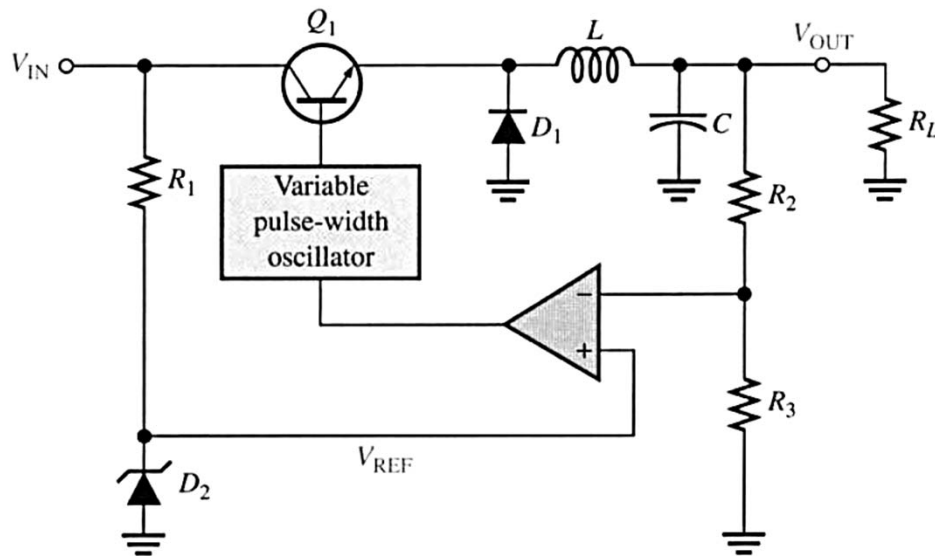 Q1
L
VOUT
VIN
D1
C
RL
R1
Variable
pulse-width
oscillator
R2
−
+
R3
VREF
D2